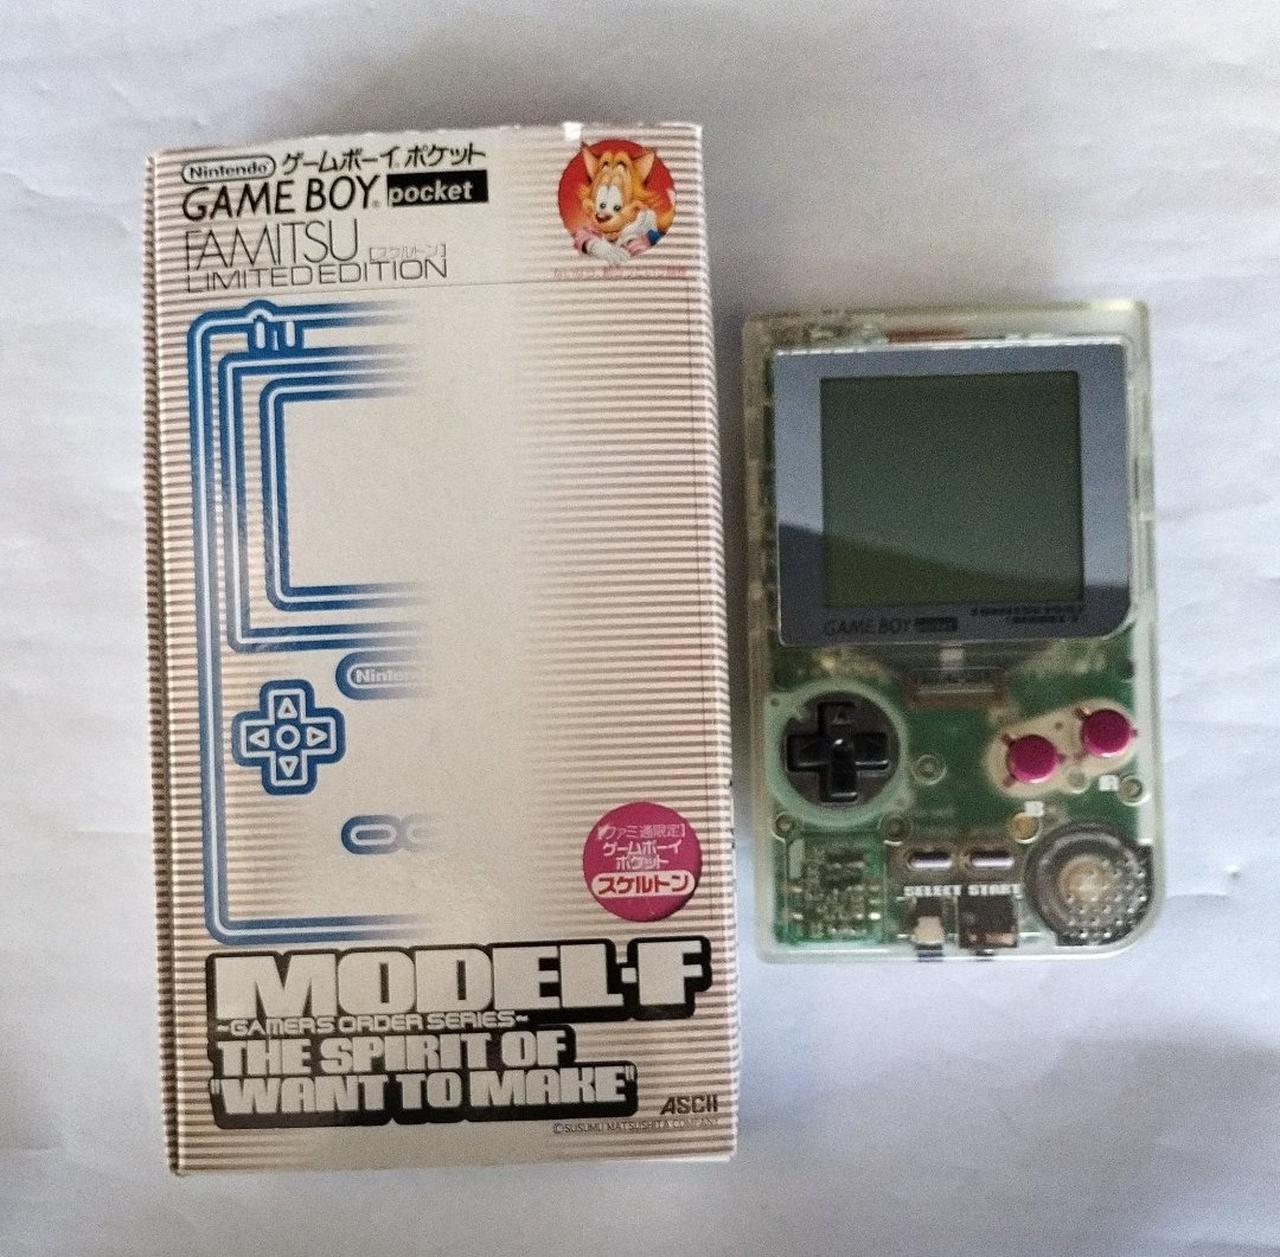 Nintendo ゲームボーイ ポケット
GAME BOY pocket
FAMITSU [スケルトン]
LIMITED EDITION
Ninten
【ファミ通限定】
ゲームボーイ
ポケット
スケルトン
MODEL-F
~GAMERS ORDER SERIES~
THE SPIRIT OF
"WANT TO MAKE"
ASCII
©SUSUMU MATSUSHITA COMPANY
GAME BOY pocket
B
A
SELECT START